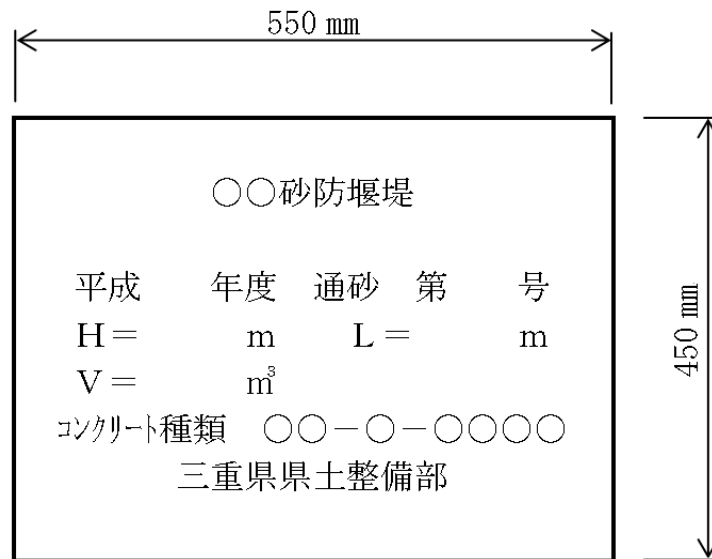 550 mm
○○砂防堰堤
平成　　年度　通砂　第　　号
H＝　　　m　　L＝　　　m
V＝　　　㎥
ｺﾝｸﾘｰﾄ種類　○○－○－○○○○
三重県県土整備部
450 mm